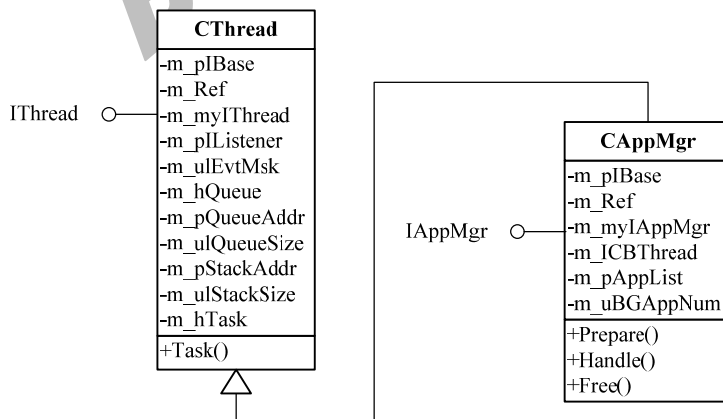 CThread
-m_pIBase
-m_Ref
-m_myIThread
-m_pIListener
-m_ulEvtMsk
-m_hQueue
-m_pQueueAddr
-m_ulQueueSize
-m_pStackAddr
-m_ulStackSize
-m_hTask
+Task()
IThread
CAppMgr
-m_pIBase
-m_Ref
-m_myIAppMgr
-m_ICBThread
-m_pAppList
-m_uBGAppNum
+Prepare()
+Handle()
+Free()
IAppMgr